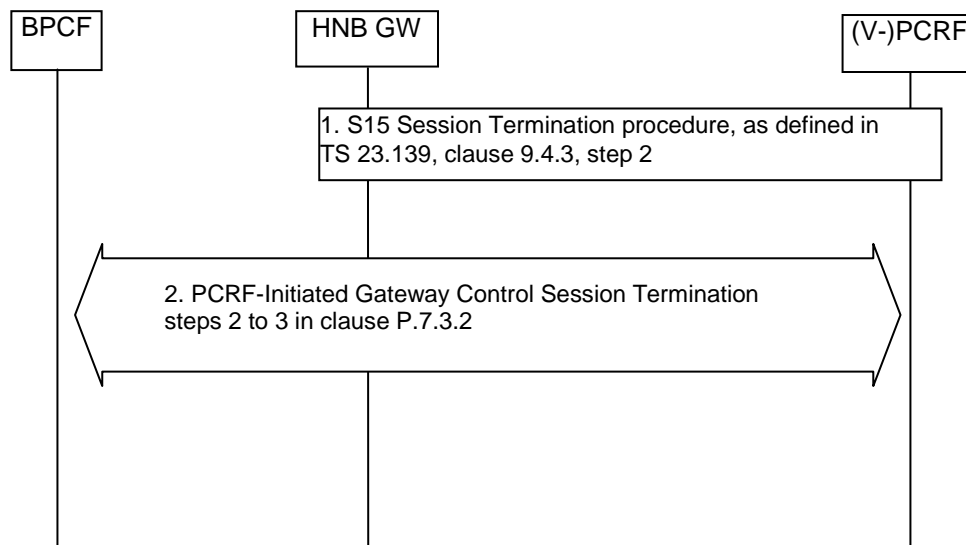 BPCF
HNB GW
(V-)PCRF
1. S15 Session Termination procedure, as defined in
TS 23.139, clause 9.4.3, step 2
2. PCRF-Initiated Gateway Control Session Termination
steps 2 to 3 in clause P.7.3.2